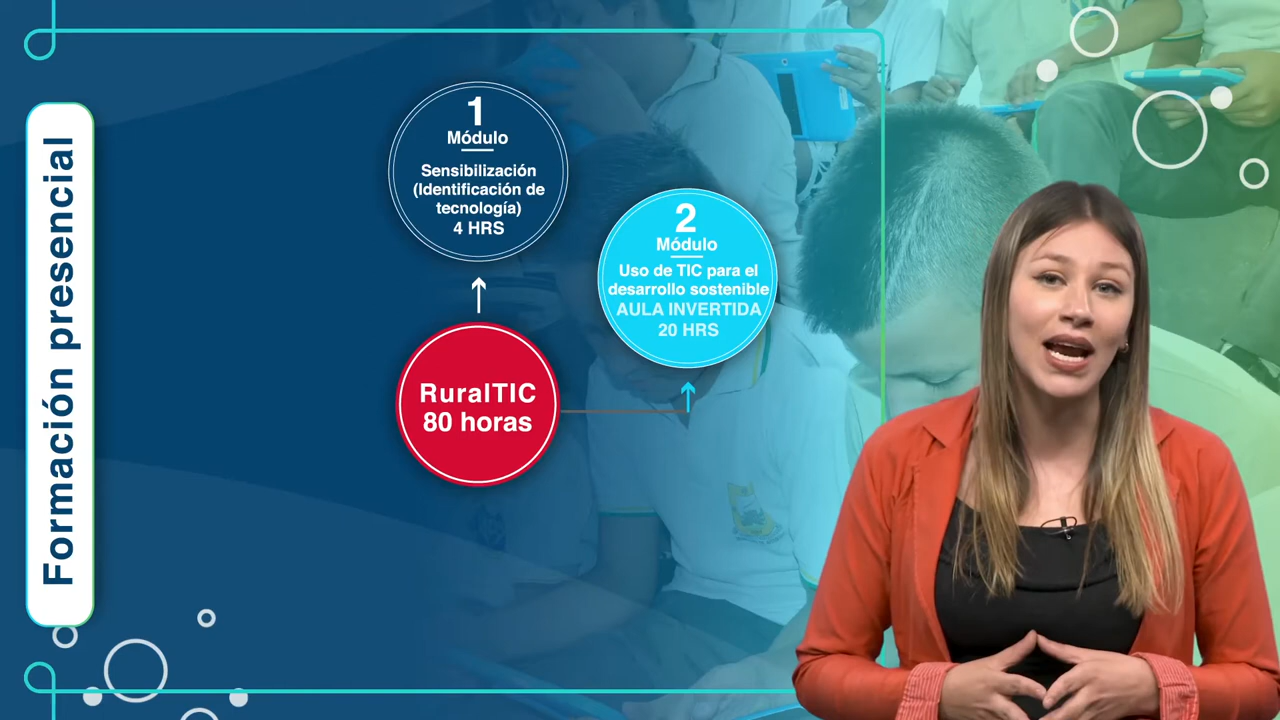 Formación presencial
1
Módulo
Sensibilización
(Identificación de
tecnología)
4 HRS
2
Módulo
Uso de TIC para el
desarrollo sostenible
AULA INVERTIDA
20 HRS
RuralTIC
80 horas